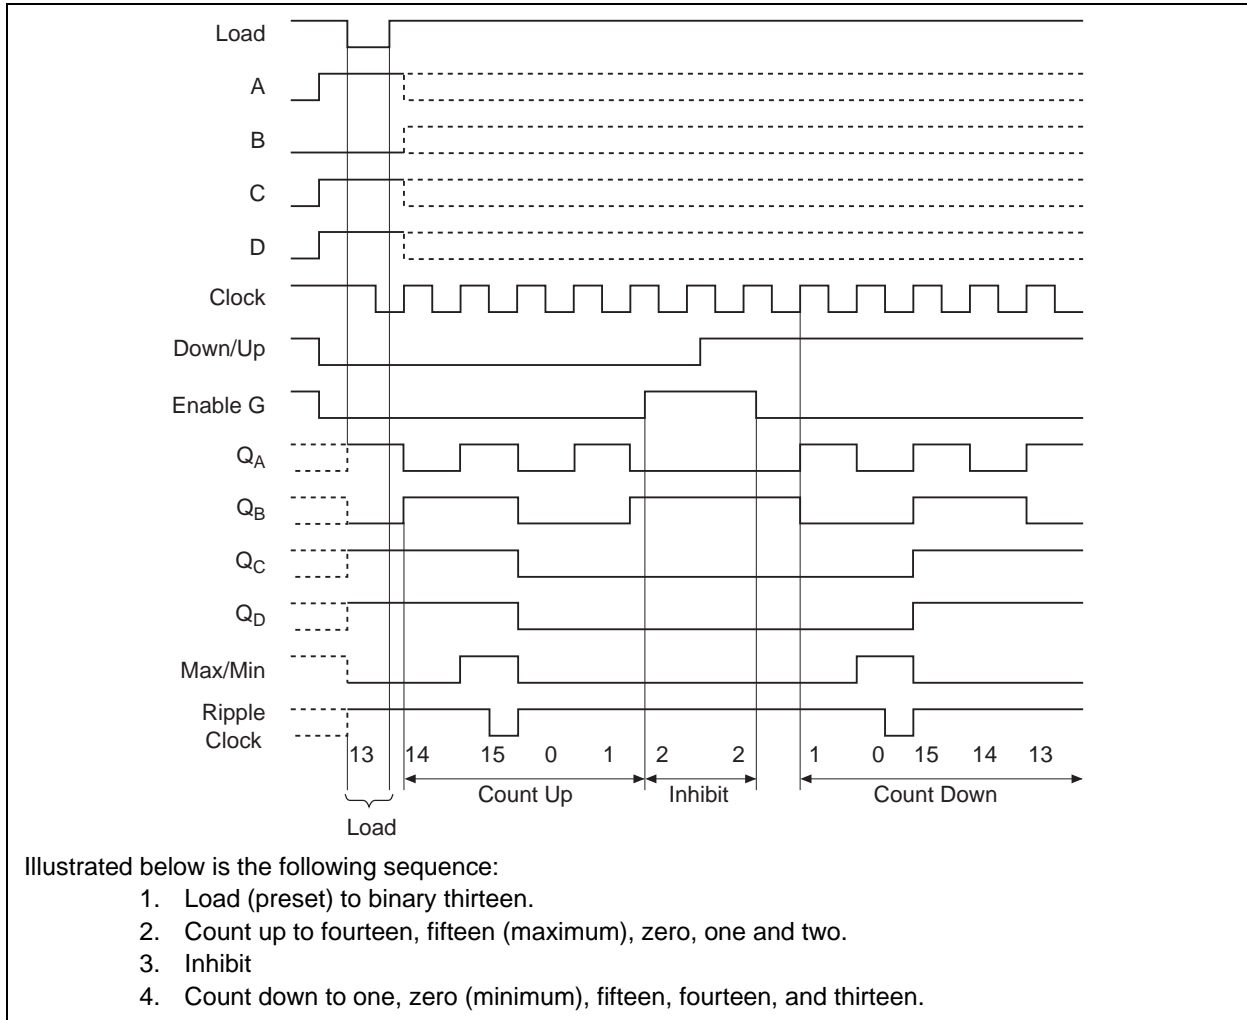 Load
A
B
C
D
Clock
Down/Up
Enable G
QA
QB
QC
QD
Max/Min
Ripple
Clock
13 14 15 0 1 2 2 1 0 15 14 13
Count Up Inhibit Count Down
Load
Illustrated below is the following sequence:
1. Load (preset) to binary thirteen.
2. Count up to fourteen, fifteen (maximum), zero, one and two.
3. Inhibit
4. Count down to one, zero (minimum), fifteen, fourteen, and thirteen.